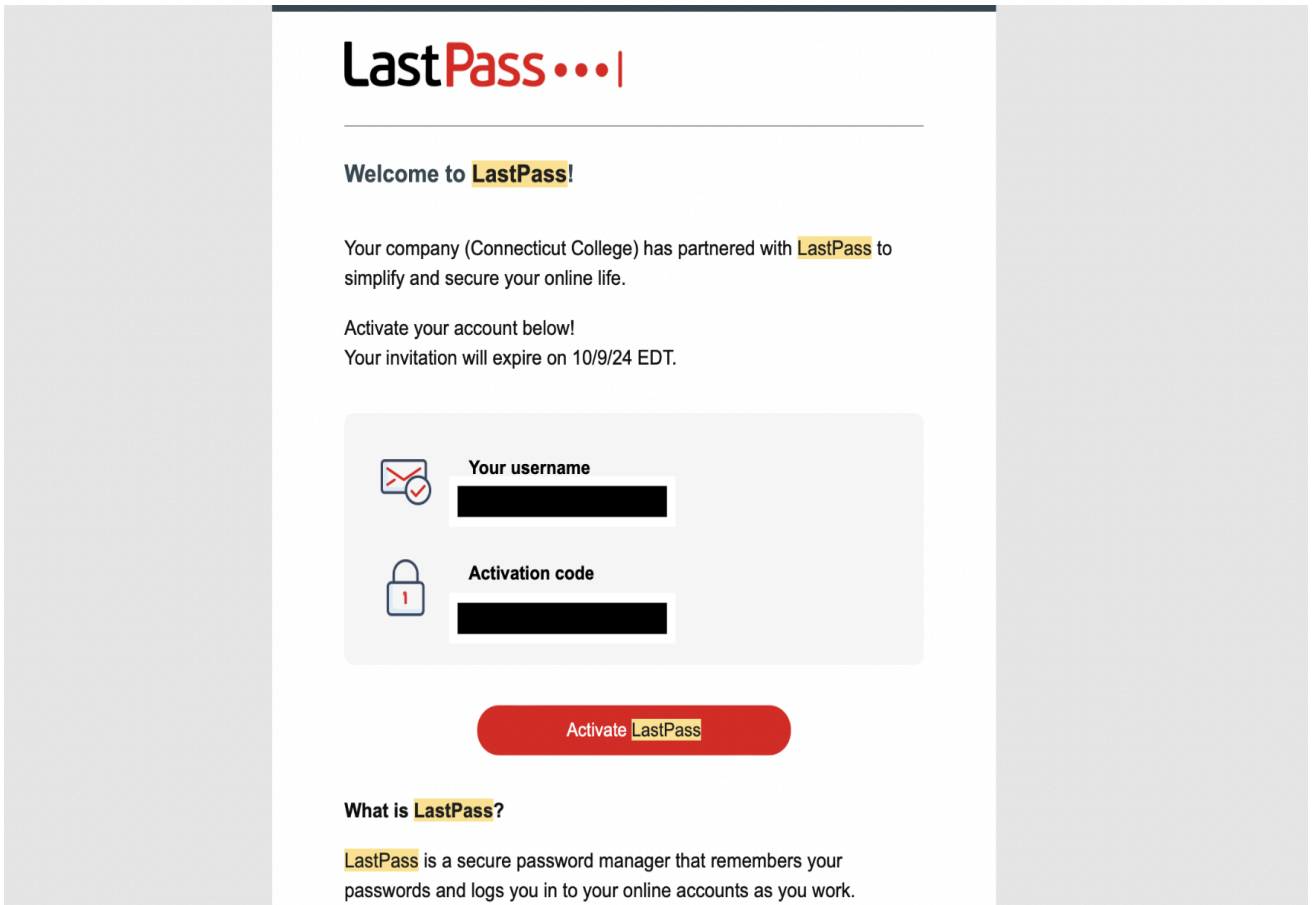 LastPass
Welcome to LastPass!
Your company (Connecticut College) has partnered with LastPass to
simplify and secure your online life.
Activate your account below!
Your invitation will expire on 10/9/24 EDT.
Your username
Activation code
1
Activate LastPass
What is LastPass?
LastPass is a secure password manager that remembers your
passwords and logs you in to your online accounts as you work.